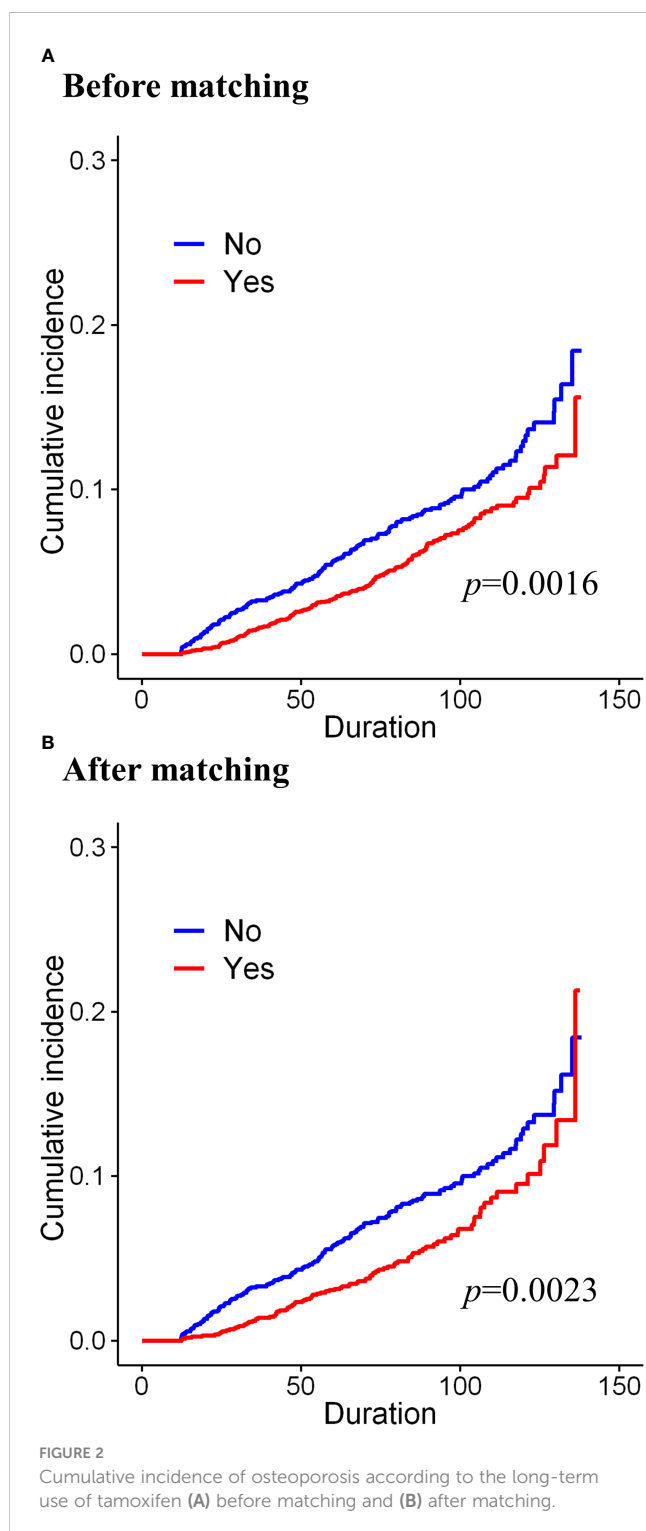 A
Before matching
0.3
No
Yes
0.2
Cumulative incidence
0.1
p=0.0016
0.0
0 50 100 150
Duration
B
After matching
0.3
No
Yes
0.2
Cumulative incidence
0.1
p=0.0023
0.0
0 50 100 150
Duration
FIGURE 2
Cumulative incidence of osteoporosis according to the long-term
use of tamoxifen (A) before matching and (B) after matching.